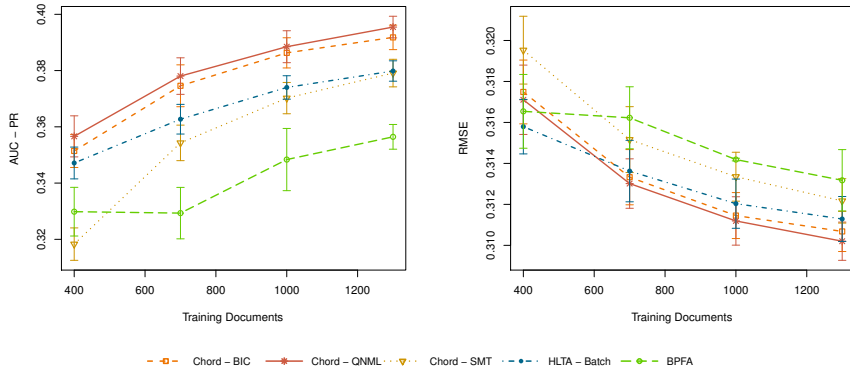 0.40
0.38
0.36
0.34
0.32
AUC − PR
400 600 800 1000 1200
Training Documents
0.320
0.318
0.316
0.314
0.312
0.310
RMSE
400 600 800 1000 1200
Training Documents
Chord − BIC Chord − QNML Chord − SMT HLTA − Batch BPFA